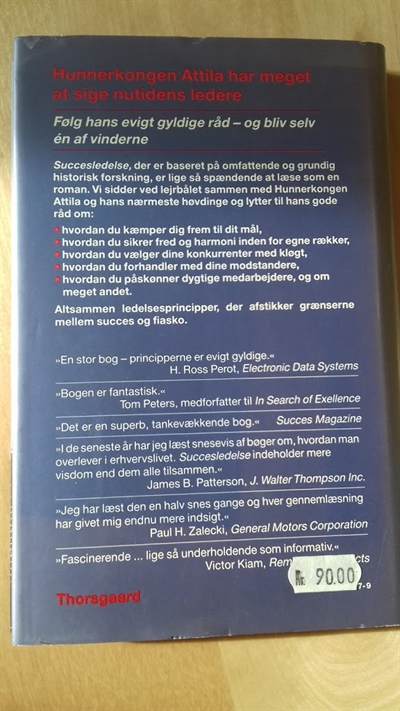 Hunnerkongen Attila har meget
at sige nutidens ledere
Følg hans evigt gyldige råd – og bliv selv
én af vinderne
Succesledelse, der er baseret på omfattende og grundig
historisk forskning, er lige så spændende at læse som en
roman. Vi sidder ved lejrbålet sammen med Hunnerkongen
Attila og hans nærmeste høvdinge og lytter til hans gode
råd om:
• hvordan du kæmper dig frem til dit mål,
• hvordan du sikrer fred og harmoni inden for egne rækker,
• hvordan du vælger dine konkurrenter med kløgt,
• hvordan du forhandler med dine modstandere,
• hvordan du påskønner dygtige medarbejdere, og om
meget andet.
Altsammen ledelsesprincipper, der afstikker grænserne
mellem succes og fiasko.
»En stor bog – principperne er evigt gyldige.«
H. Ross Perot, Electronic Data Systems
»Bogen er fantastisk.«
Tom Peters, medforfatter til In Search of Exellence
»Det er en superb, tankevækkende bog.« Succes Magazine
»I de seneste år har jeg læst snesevis af bøger om, hvordan man
overlever i erhvervslivet. Succesledelse indeholder mere
visdom end dem alle tilsammen.«
James B. Patterson, J. Walter Thompson Inc.
»Jeg har læst den en halv snes gange og hver gennemlæsning
har givet mig endnu mere indsigt.«
Paul H. Zalecki, General Motors Corporation
»Fascinerende ... lige så underholdende som informativ.«
Victor Kiam,
Kr. 90.00
7-9
Thorsgaard